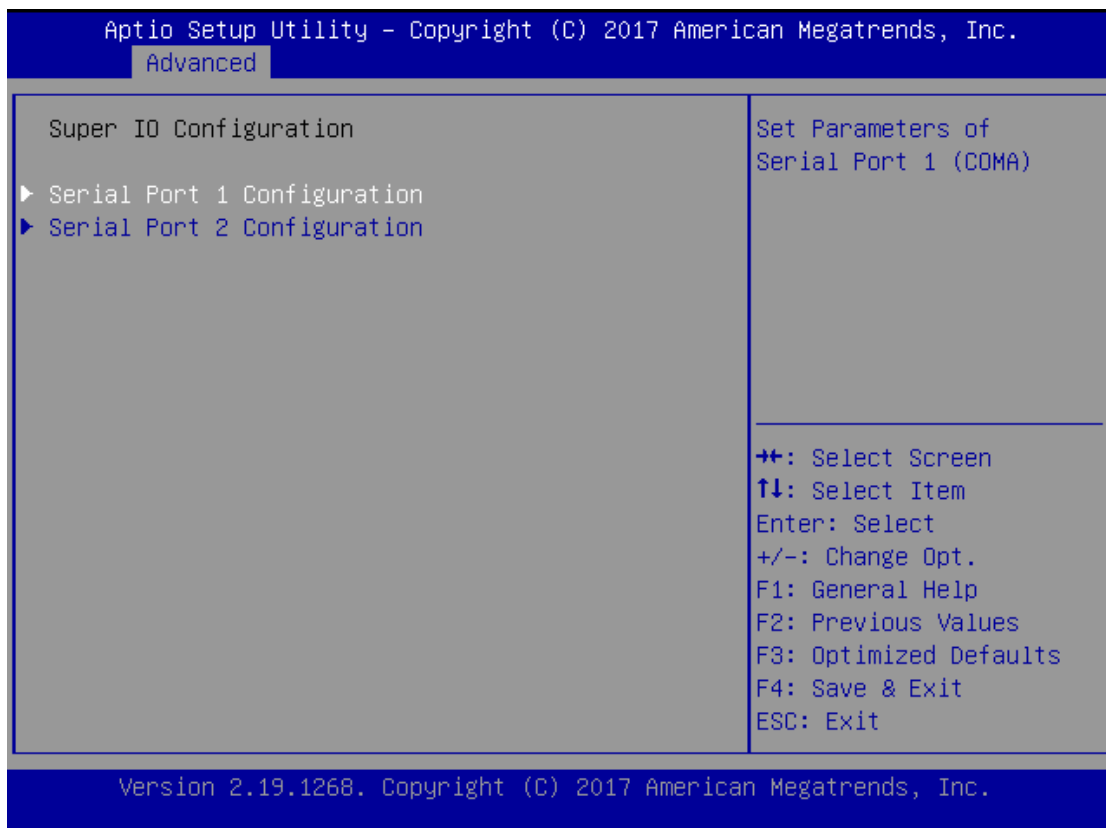 Aptio Setup Utility – Copyright (C) 2017 American Megatrends, Inc.
Advanced
Super IO Configuration
Serial Port 1 Configuration
Serial Port 2 Configuration
Set Parameters of
Serial Port 1 (COMA)
→←: Select Screen
↑↓: Select Item
Enter: Select
+/-: Change Opt.
F1: General Help
F2: Previous Values
F3: Optimized Defaults
F4: Save & Exit
ESC: Exit
Version 2.19.1268. Copyright (C) 2017 American Megatrends, Inc.